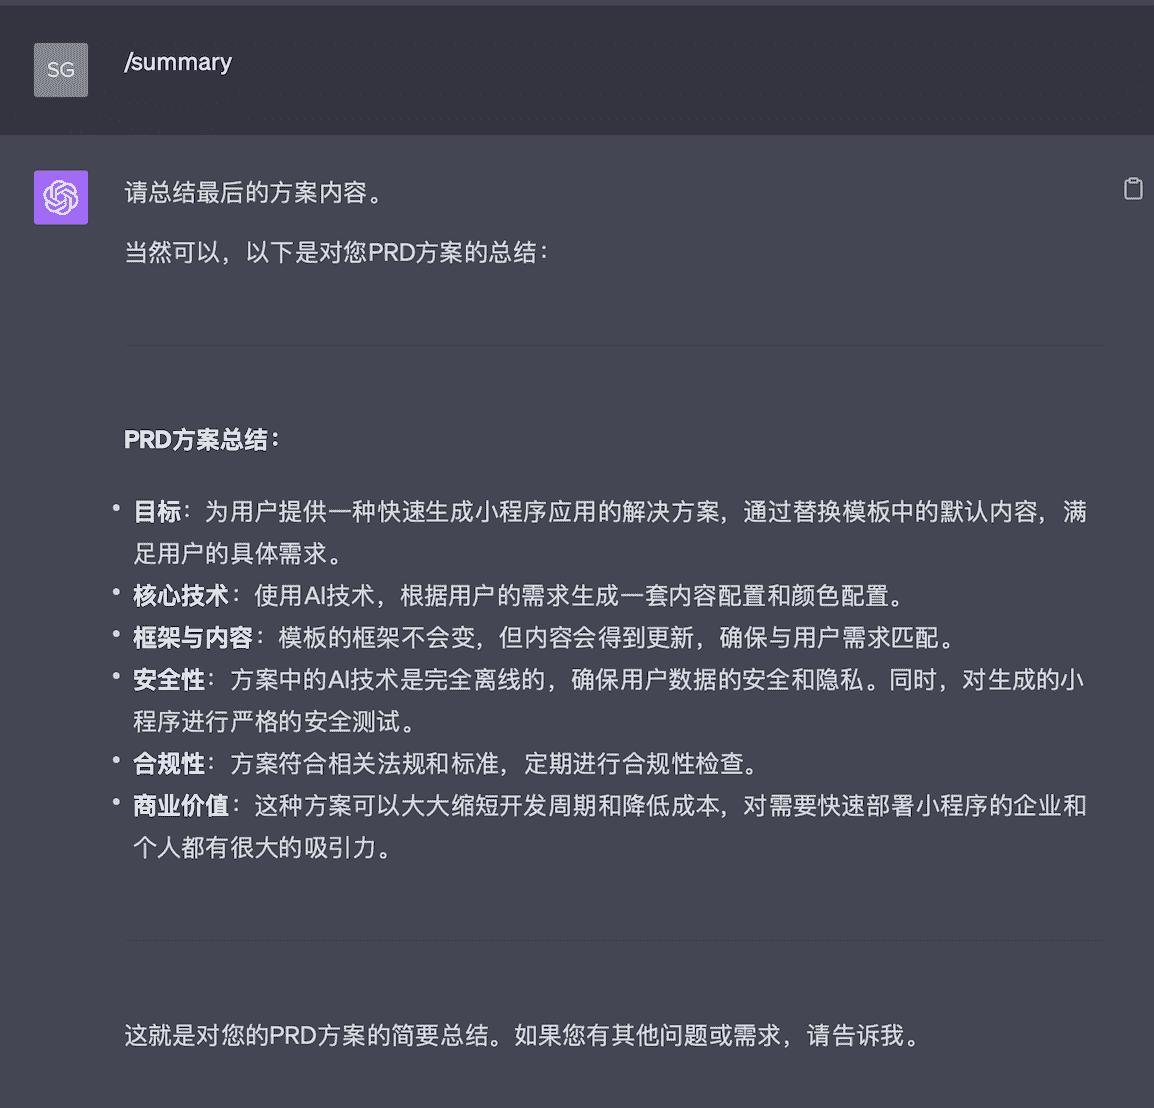 SG
/summary
请总结最后的方案内容。
当然可以，以下是对您PRD方案的总结：
PRD方案总结：
• 目标：为用户提供一种快速生成小程序应用的解决方案，通过替换模板中的默认内容，满
足用户的具体需求。
• 核心技术：使用AI技术，根据用户的需求生成一套内容配置和颜色配置。
• 框架与内容：模板的框架不会变，但内容会得到更新，确保与用户需求匹配。
• 安全性：方案中的AI技术是完全离线的，确保用户数据的安全和隐私。同时，对生成的小
程序进行严格的安全测试。
• 合规性：方案符合相关法规和标准，定期进行合规性检查。
• 商业价值：这种方案可以大大缩短开发周期和降低成本，对需要快速部署小程序的企业和
个人都有很大的吸引力。
这就是对您的PRD方案的简要总结。如果您有其他问题或需求，请告诉我。